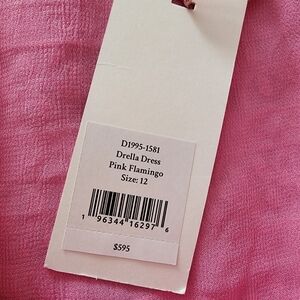 D1995-1581
Drella Dress
Pink Flamingo
Size: 12
1 96344 16297 6
$595